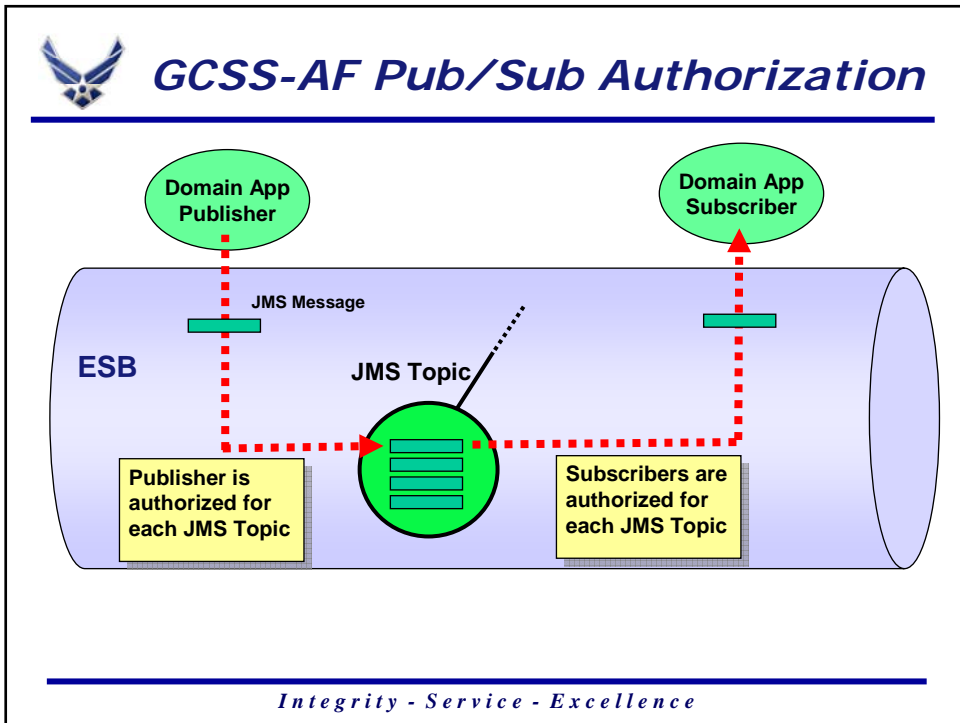 GCSS-AF Pub/Sub Authorization
Domain App
Publisher
Domain App
Subscriber
JMS Message
ESB
JMS Topic
Publisher is
authorized for
each JMS Topic
Subscribers are
authorized for
each JMS Topic
Integrity - Service - Excellence